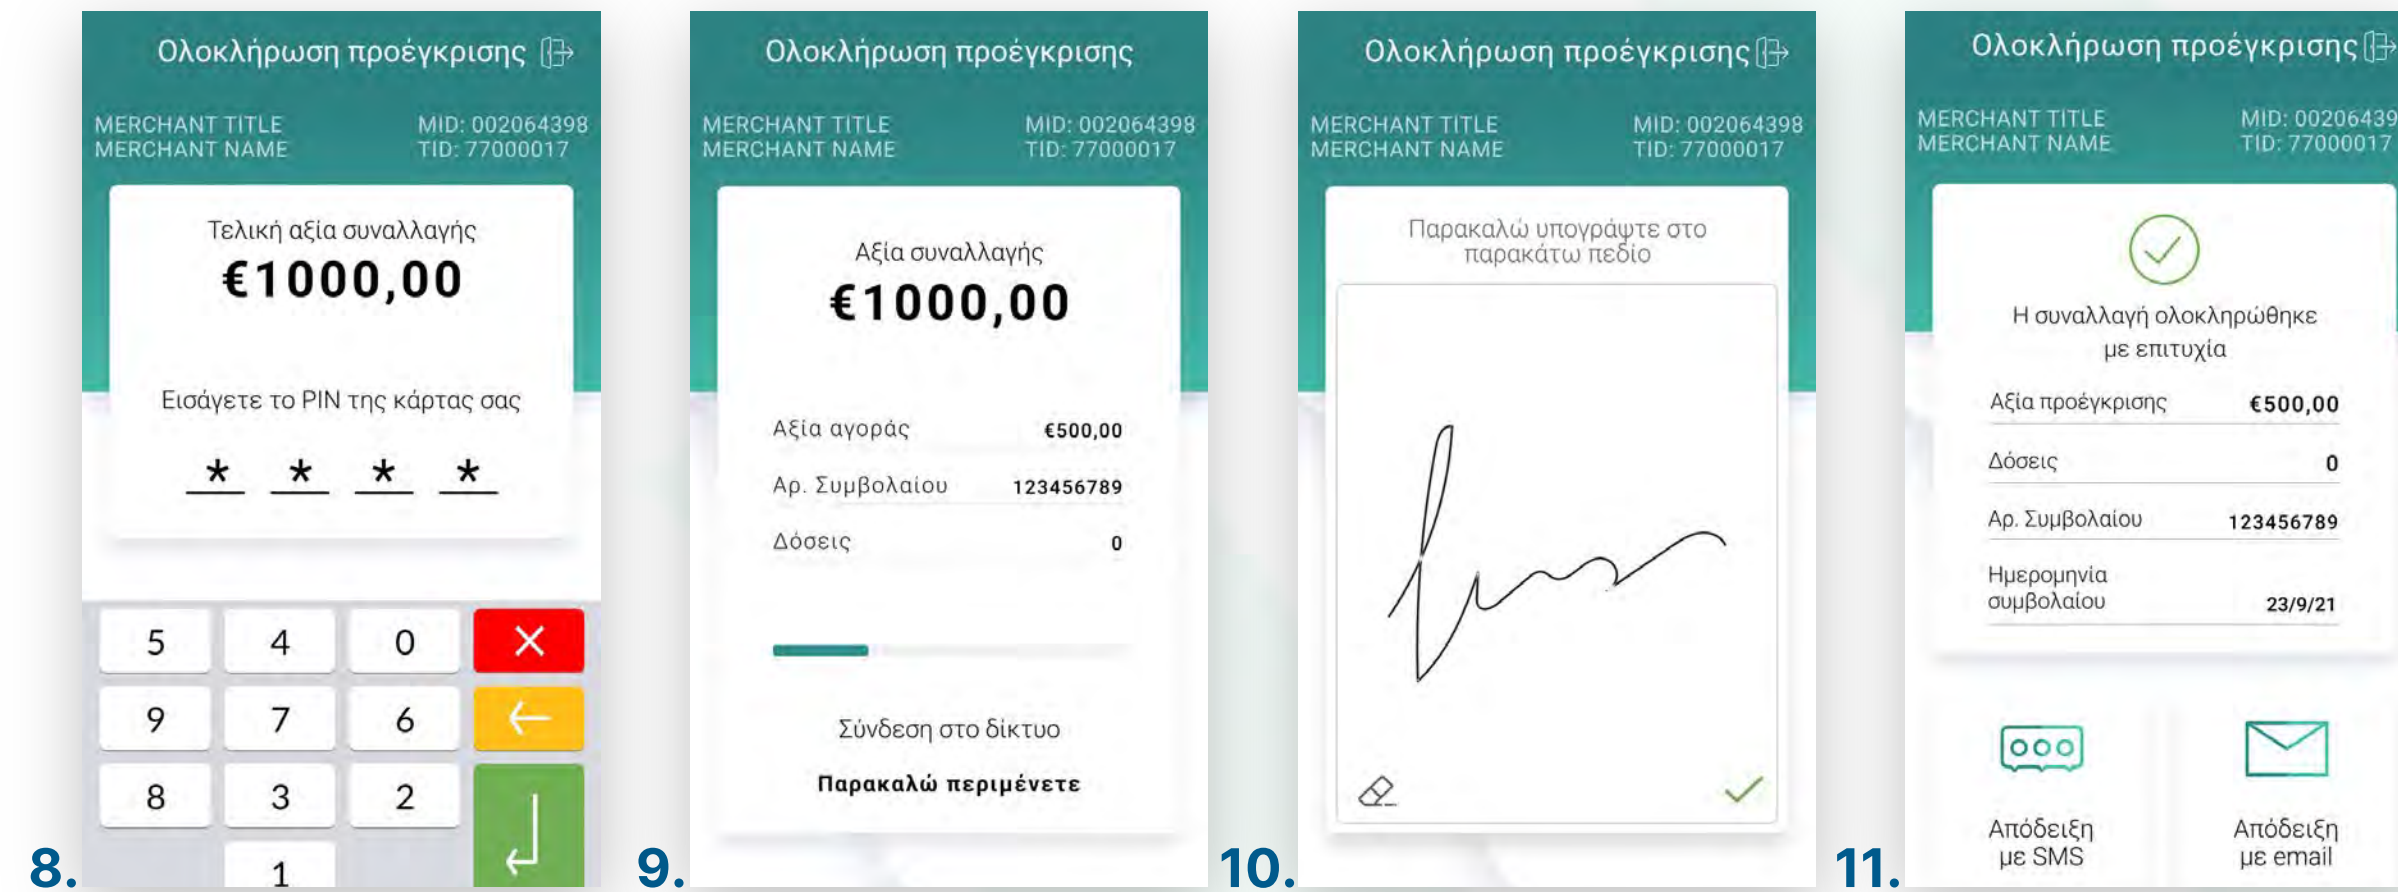 Ολοκλήρωση προέγκρισης
MERCHANT TITLE MID: 002064398
MERCHANT NAME TID: 77000017
Τελική αξία συναλλαγής
€1000,00
Εισάγετε το PIN της κάρτας σας
* * * *
5 4 0
9 7 6
8 3 2
1
8.
Ολοκλήρωση προέγκρισης
MERCHANT TITLE MID: 002064398
MERCHANT NAME TID: 77000017
Αξία συναλλαγής
€1000,00
Αξία αγοράς €500,00
Αρ. Συμβολαίου 123456789
Δόσεις 0
Σύνδεση στο δίκτυο
Παρακαλώ περιμένετε
9.
Ολοκλήρωση προέγκρισης
MERCHANT TITLE MID: 002064398
MERCHANT NAME TID: 77000017
Παρακαλώ υπογράψτε στο
παρακάτω πεδίο
10.
Ολοκλήρωση προέγκρισης
MERCHANT TITLE MID: 00206439
MERCHANT NAME TID: 77000017
Η συναλλαγή ολοκληρώθηκε
με επιτυχία
Αξία προέγκρισης €500,00
Δόσεις 0
Αρ. Συμβολαίου 123456789
Ημερομηνία
συμβολαίου 23/9/21
Απόδειξη Απόδειξη
με SMS με email
11.